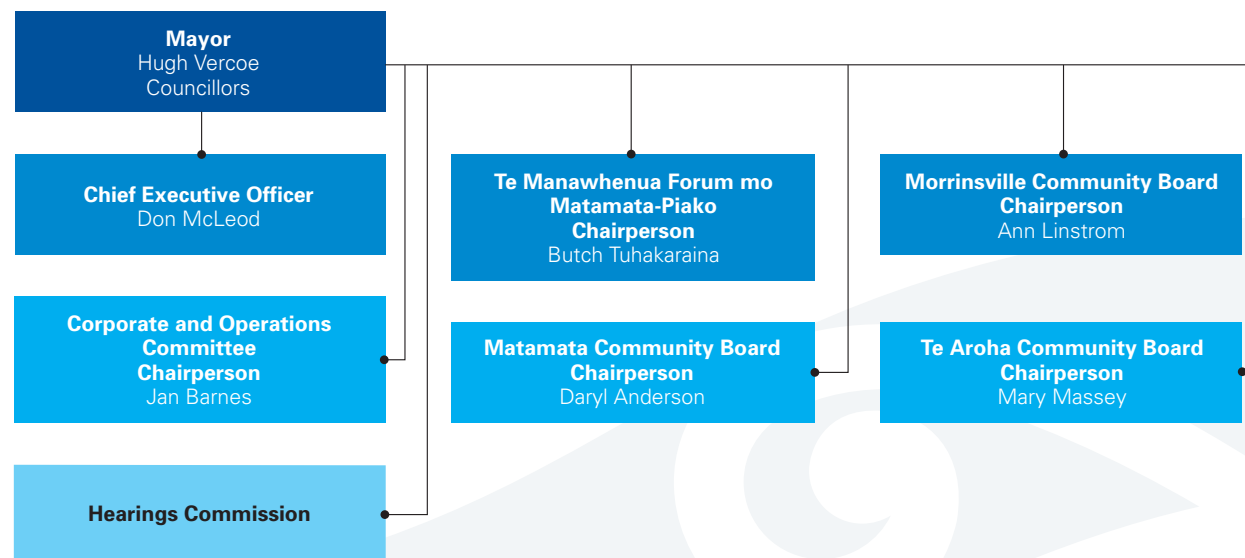 Mayor
Hugh Vercoe
Councillors
Chief Executive Officer
Don McLeod
Te Manawhenua Forum mo
Matamata-Piako
Chairperson
Butch Tuhakaraina
Morrinsville Community Board
Chairperson
Ann Linstrom
Corporate and Operations
Committee
Chairperson
Jan Barnes
Matamata Community Board
Chairperson
Daryl Anderson
Te Aroha Community Board
Chairperson
Mary Massey
Hearings Commission